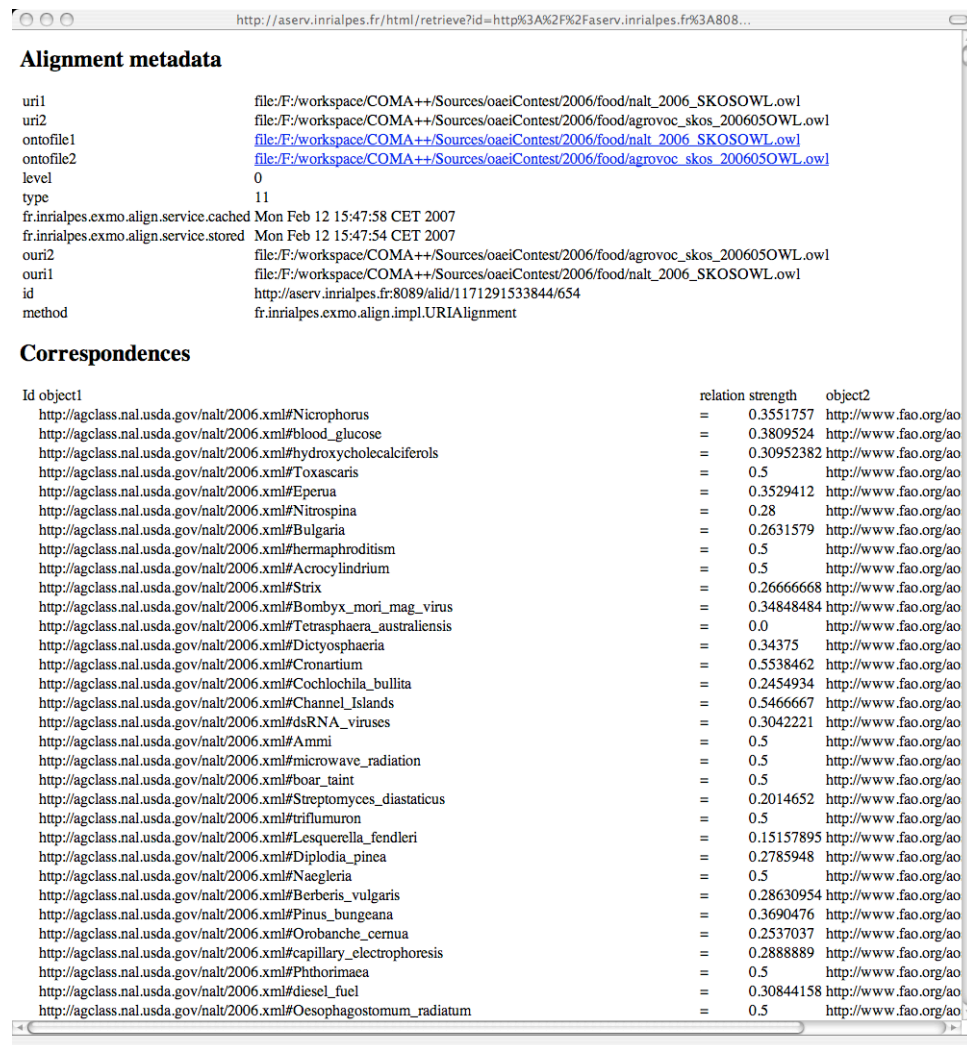 http://aserv.inrialpes.fr/html/retrieve?id=http%3A%2F%2Faserv.inrialpes.fr%3A808...
Alignment metadata
uri1 file:/F:/workspace/COMA++/Sources/oaeiContest/2006/food/nalt_2006_SKOSOWL.owl
uri2 file:/F:/workspace/COMA++/Sources/oaeiContest/2006/food/agrovoc_skos_200605OWL.owl
ontofile1 file:/F:/workspace/COMA++/Sources/oaeiContest/2006/food/nalt_2006_SKOSOWL.owl
ontofile2 file:/F:/workspace/COMA++/Sources/oaeiContest/2006/food/agrovoc_skos_200605OWL.owl
level 0
type 11
fr.inrialpes.exmo.align.service.cached Mon Feb 12 15:47:58 CET 2007
fr.inrialpes.exmo.align.service.stored Mon Feb 12 15:47:54 CET 2007
ouri2 file:/F:/workspace/COMA++/Sources/oaeiContest/2006/food/agrovoc_skos_200605OWL.owl
ouri1 file:/F:/workspace/COMA++/Sources/oaeiContest/2006/food/nalt_2006_SKOSOWL.owl
id http://aserv.inrialpes.fr:8089/alid/1171291533844/654
method fr.inrialpes.exmo.align.impl.URIAlignment
Correspondences
Id object1 relation strength object2
http://agclass.nal.usda.gov/nalt/2006.xml#Nicrophorus = 0.3551757 http://www.fao.org/ao
http://agclass.nal.usda.gov/nalt/2006.xml#blood_glucose = 0.3809524 http://www.fao.org/ao
http://agclass.nal.usda.gov/nalt/2006.xml#hydroxycholecalciferols = 0.30952382 http://www.fao.org/ao
http://agclass.nal.usda.gov/nalt/2006.xml#Toxascaris = 0.5 http://www.fao.org/ao
http://agclass.nal.usda.gov/nalt/2006.xml#Eperua = 0.3529412 http://www.fao.org/ao
http://agclass.nal.usda.gov/nalt/2006.xml#Nitrospina = 0.28 http://www.fao.org/ao
http://agclass.nal.usda.gov/nalt/2006.xml#Bulgaria = 0.2631579 http://www.fao.org/ao
http://agclass.nal.usda.gov/nalt/2006.xml#hermaphroditism = 0.5 http://www.fao.org/ao
http://agclass.nal.usda.gov/nalt/2006.xml#Acrocylindrium = 0.5 http://www.fao.org/ao
http://agclass.nal.usda.gov/nalt/2006.xml#Strix = 0.26666668 http://www.fao.org/ao
http://agclass.nal.usda.gov/nalt/2006.xml#Bombyx_mori_mag_virus = 0.34848484 http://www.fao.org/ao
http://agclass.nal.usda.gov/nalt/2006.xml#Tetrasphaera_australiensis = 0.0 http://www.fao.org/ao
http://agclass.nal.usda.gov/nalt/2006.xml#Dictyosphaeria = 0.34375 http://www.fao.org/ao
http://agclass.nal.usda.gov/nalt/2006.xml#Cronartium = 0.5538462 http://www.fao.org/ao
http://agclass.nal.usda.gov/nalt/2006.xml#Cochlochila_bullita = 0.2454934 http://www.fao.org/ao
http://agclass.nal.usda.gov/nalt/2006.xml#Channel_Islands = 0.5466667 http://www.fao.org/ao
http://agclass.nal.usda.gov/nalt/2006.xml#dsRNA_viruses = 0.3042221 http://www.fao.org/ao
http://agclass.nal.usda.gov/nalt/2006.xml#Ammi = 0.5 http://www.fao.org/ao
http://agclass.nal.usda.gov/nalt/2006.xml#microwave_radiation = 0.5 http://www.fao.org/ao
http://agclass.nal.usda.gov/nalt/2006.xml#boar_taint = 0.5 http://www.fao.org/ao
http://agclass.nal.usda.gov/nalt/2006.xml#Streptomyces_diastaticus = 0.2014652 http://www.fao.org/ao
http://agclass.nal.usda.gov/nalt/2006.xml#triflumuron = 0.5 http://www.fao.org/ao
http://agclass.nal.usda.gov/nalt/2006.xml#Lesquerella_fendleri = 0.15157895 http://www.fao.org/ao
http://agclass.nal.usda.gov/nalt/2006.xml#Diplodia_pinea = 0.2785948 http://www.fao.org/ao
http://agclass.nal.usda.gov/nalt/2006.xml#Naegleria = 0.5 http://www.fao.org/ao
http://agclass.nal.usda.gov/nalt/2006.xml#Berberis_vulgaris = 0.28630954 http://www.fao.org/ao
http://agclass.nal.usda.gov/nalt/2006.xml#Pinus_bungeana = 0.3690476 http://www.fao.org/ao
http://agclass.nal.usda.gov/nalt/2006.xml#Orobanche_cernua = 0.2537037 http://www.fao.org/ao
http://agclass.nal.usda.gov/nalt/2006.xml#capillary_electrophoresis = 0.2888889 http://www.fao.org/ao
http://agclass.nal.usda.gov/nalt/2006.xml#Phthorimaea = 0.5 http://www.fao.org/ao
http://agclass.nal.usda.gov/nalt/2006.xml#diesel_fuel = 0.30844158 http://www.fao.org/ao
http://agclass.nal.usda.gov/nalt/2006.xml#Oesophagostomum_radiatum = 0.5 http://www.fao.org/ao